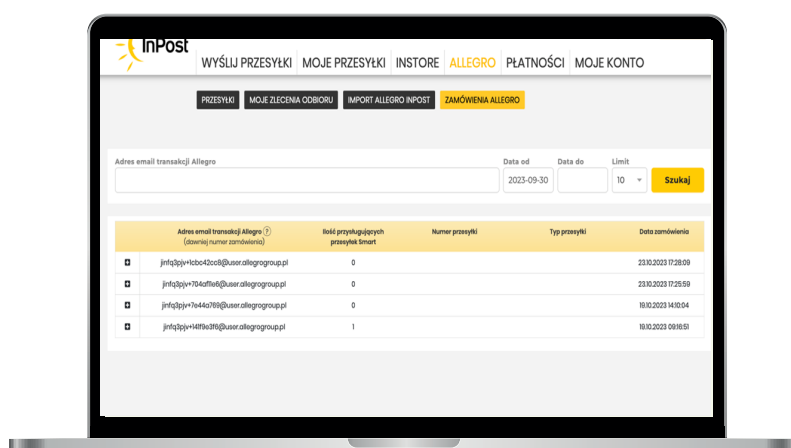 InPost
WYŚLIJ PRZESYŁKI MOJE PRZESYŁKI INSTORE ALLEGRO PŁATNOŚCI MOJE KONTO
PRZESYŁKI MOJE ZLECENIA ODBIORU IMPORT ALLEGRO INPOST ZAMÓWIENIA ALLEGRO
Adres email transakcji Allegro Data od Data do Limit
2023-09-30 10 Szukaj
Adres email transakcji Allegro ? Ilość przysługujących Numer przesyłki Typ przesyłki Data zamówienia
(dawniej numer zamówienia) przesyłek Smart
jinfq3pjv+1cbc42cc8@user.allegrogroup.pl 0 23.10.2023 17:28:09
jinfq3pjv+704af11e6@user.allegrogroup.pl 0 23.10.2023 17:25:59
jinfq3pjv+7e44a769@user.allegrogroup.pl 0 19.10.2023 14:10:04
jinfq3pjv+141f9e3f6@user.allegrogroup.pl 1 19.10.2023 09:16:51